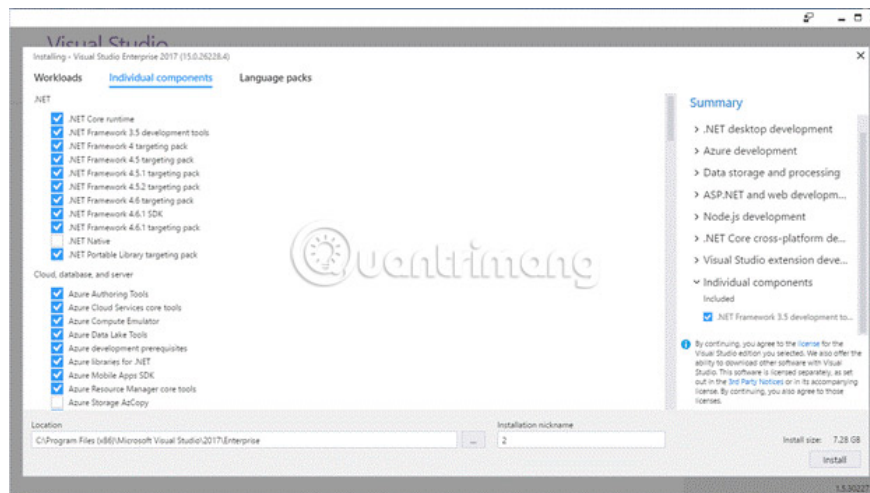 Visual Studio
Installing - Visual Studio Enterprise 2017 (15.0.26228.4)
Workloads
Individual components
Language packs
.NET
.NET Core runtime
.NET Framework 3.5 development tools
.NET Framework 4 targeting pack
.NET Framework 4.5 targeting pack
.NET Framework 4.5.1 targeting pack
.NET Framework 4.5.2 targeting pack
.NET Framework 4.6 targeting pack
.NET Framework 4.6.1 SDK
.NET Framework 4.6.1 targeting pack
.NET Native
.NET Portable Library targeting pack
Cloud, database, and server
Azure Authoring Tools
Azure Cloud Services core tools
Azure Compute Emulator
Azure Data Lake Tools
Azure development prerequisites
Azure libraries for .NET
Azure Mobile Apps SDK
Azure Resource Manager core tools
Azure Storage AzCopy
Quantrimang
Summary
.NET desktop development
Azure development
Data storage and processing
ASP.NET and web developm...
Node.js development
.NET Core cross-platform de...
Visual Studio extension deve...
Individual components
Included
.NET Framework 3.5 development to...
By continuing, you agree to the license for the
Visual Studio edition you selected. We also offer the
ability to download other software with Visual
Studio. This software is licensed separately, as set
out in the 3rd Party Notices or in its accompanying
license. By continuing, you also agree to those
licenses.
Location
C:\Program Files (x86)\Microsoft Visual Studio\2017\Enterprise
...
Installation nickname
2
Install size: 7.28 GB
Install
1.5.30227